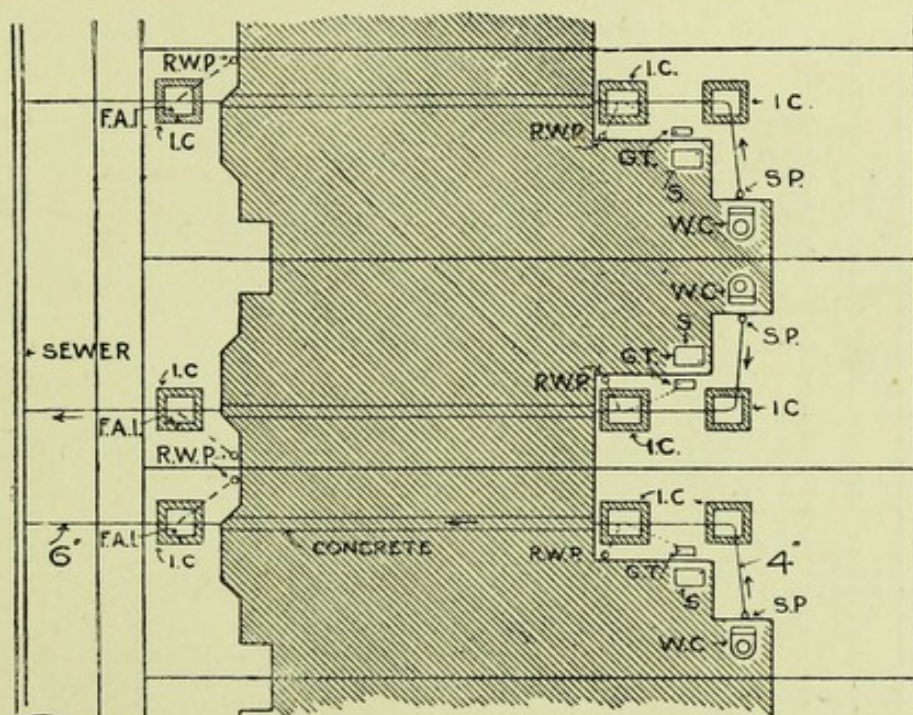 R.W.P.
I.C.
I.C.
F.A.I.
I.C
R.W.P.
G.T.
S.
S.P.
W.C
W.C
SEWER
S
S.P.
I.C
G.T.
R.W.P.
I.C
F.A.I.
I.C.
R.W.P.
I.C
6"
F.A.I.
I.C
CONCRETE
R.W.P.
G.T.
4"
S
S.P
W.C